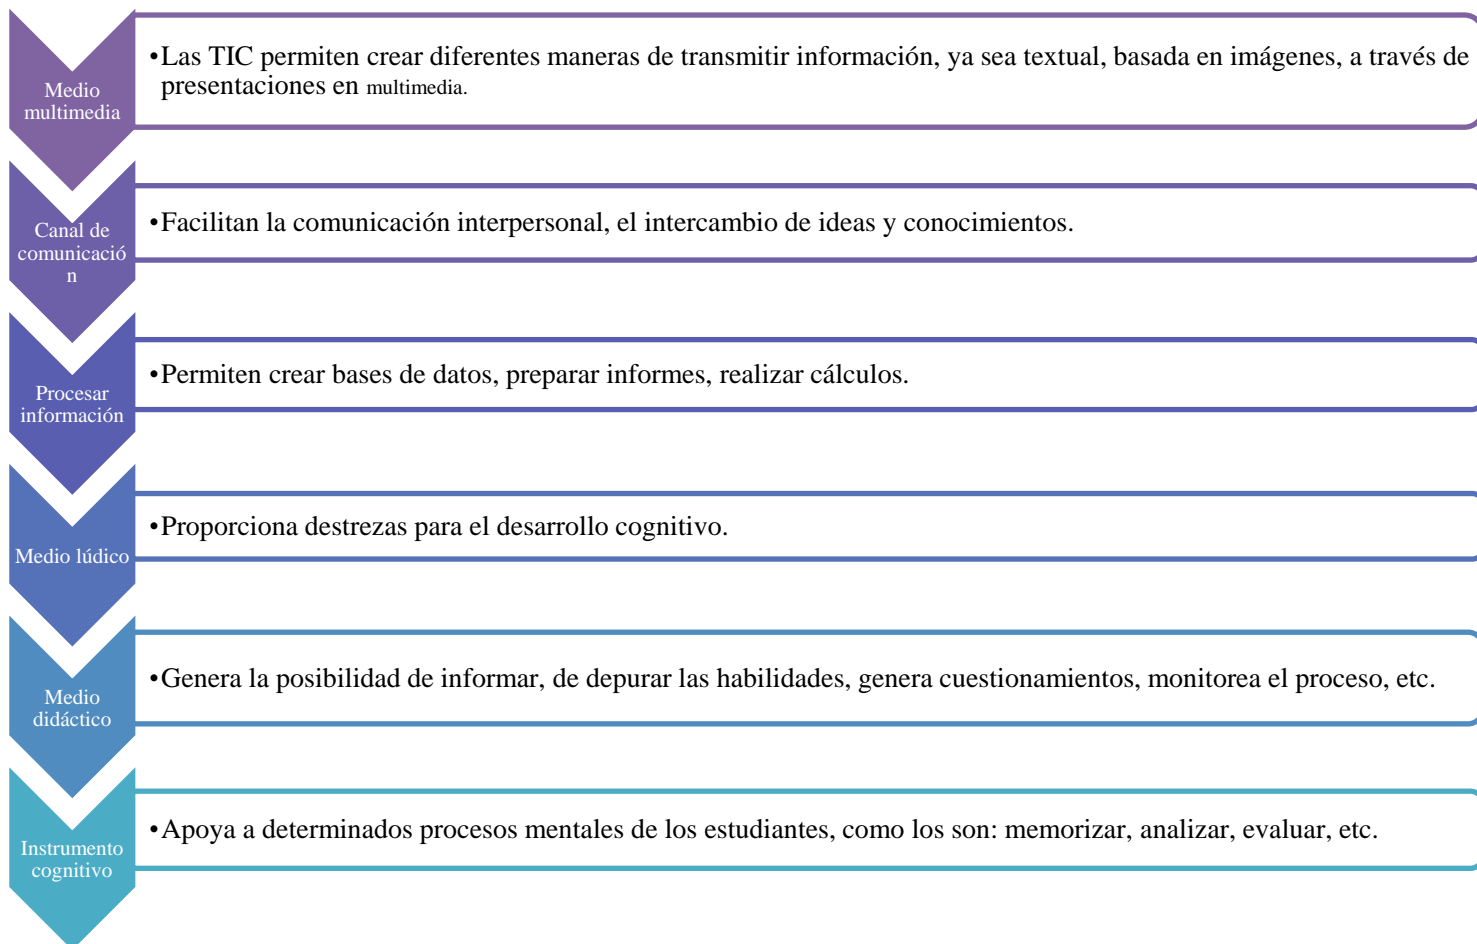 Medio
multimedia
•Las TIC permiten crear diferentes maneras de transmitir información, ya sea textual, basada en imágenes, a través de
presentaciones en multimedia.
Canal de
comunicació
n
•Facilitan la comunicación interpersonal, el intercambio de ideas y conocimientos.
Procesar
información
•Permiten crear bases de datos, preparar informes, realizar cálculos.
Medio lúdico
•Proporciona destrezas para el desarrollo cognitivo.
Medio
didáctico
•Genera la posibilidad de informar, de depurar las habilidades, genera cuestionamientos, monitorea el proceso, etc.
Instrumento
cognitivo
•Apoya a determinados procesos mentales de los estudiantes, como los son: memorizar, analizar, evaluar, etc.